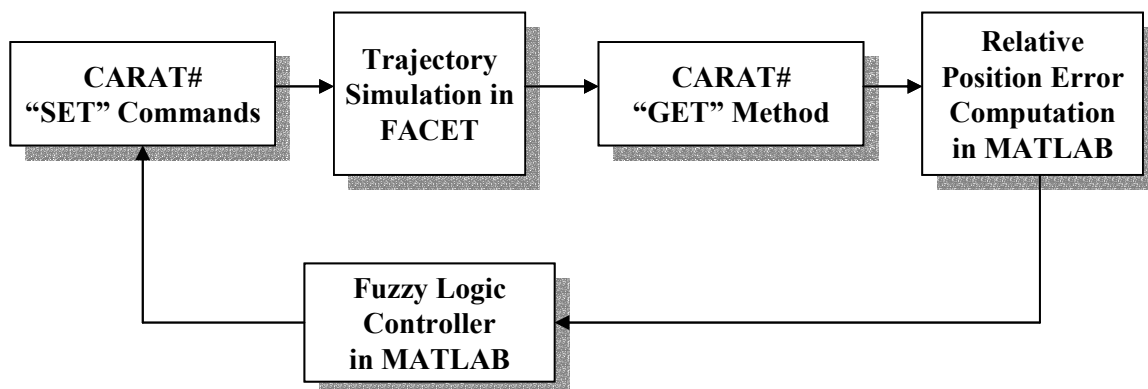 CARAT#
“SET” Commands
Trajectory
Simulation in
FACET
CARAT#
“GET” Method
Relative
Position Error
Computation
in MATLAB
Fuzzy Logic
Controller
in MATLAB